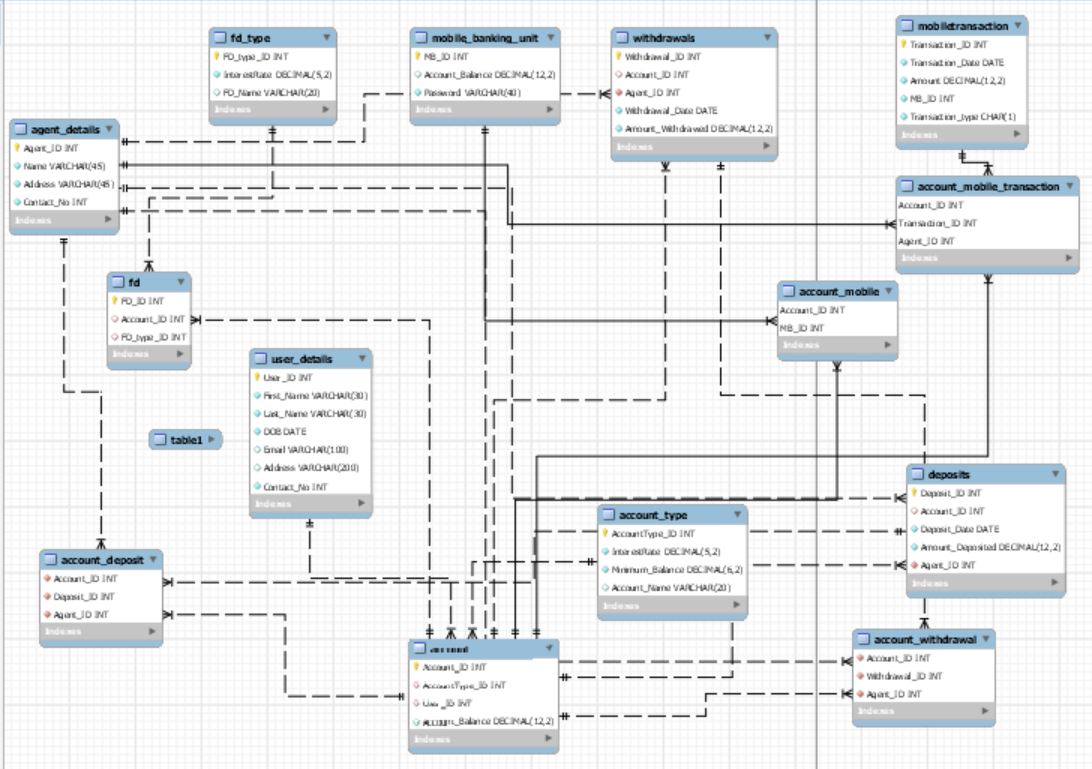 fd_type
FD_type_ID INT
InterestRate DECIMAL(5,2)
FD_Name VARCHAR(20)
Indexes
mobile_banking_unit
MB_ID INT
Account_Balance DECIMAL(12,2)
Password VARCHAR(40)
Indexes
withdrawals
Withdrawal_ID INT
Account_ID INT
Agent_ID INT
Withdrawal_Date DATE
Amount_Withdrawed DECIMAL(12,2)
Indexes
mobiletransaction
Transaction_ID INT
Transaction_Date DATE
Amount DECIMAL(12,2)
MB_ID INT
Transaction_type CHAR(1)
Indexes
agent_details
Agent_ID INT
Name VARCHAR(45)
Address VARCHAR(45)
Contact_No INT
Indexes
account_mobile_transaction
Account_ID INT
Transaction_ID INT
Agent_ID INT
Indexes
fd
FD_ID INT
Account_ID INT
FD_type_ID INT
Indexes
account_mobile
Account_ID INT
MB_ID INT
Indexes
user_details
User_ID INT
First_Name VARCHAR(30)
Last_Name VARCHAR(30)
DOB DATE
Email VARCHAR(100)
Address VARCHAR(200)
Contact_No INT
Indexes
table1
deposits
Deposit_ID INT
Account_ID INT
Deposit_Date DATE
Amount_Deposited DECIMAL(12,2)
Agent_ID INT
Indexes
account_type
AccountType_ID INT
InterestRate DECIMAL(5,2)
Minimum_Balance DECIMAL(6,2)
Account_Name VARCHAR(20)
Indexes
account_deposit
Account_ID INT
Deposit_ID INT
Agent_ID INT
Indexes
account
Account_ID INT
AccountType_ID INT
User_ID INT
Account_Balance DECIMAL(12,2)
Indexes
account_withdrawal
Account_ID INT
Withdrawal_ID INT
Agent_ID INT
Indexes